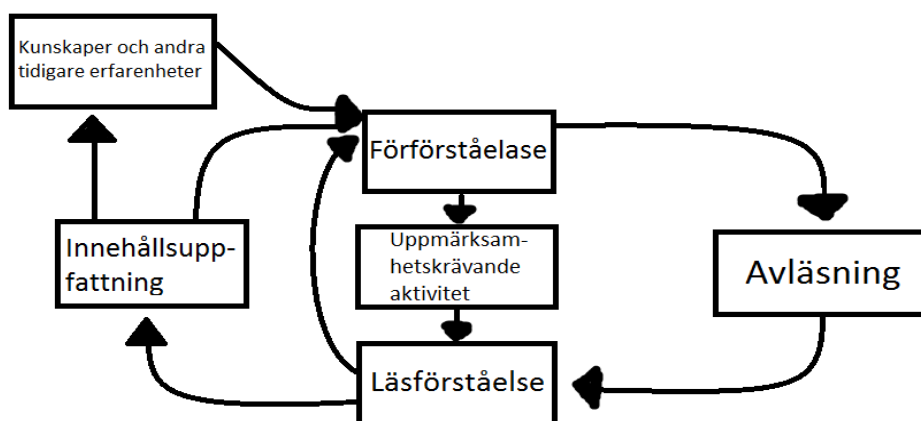 Kunskaper och andra
tidigare erfarenheter
Förförståelase
Uppmärksam-
hetskrävande
aktivitet
Innehållsupp-
fattning
Avläsning
Läsförståelse